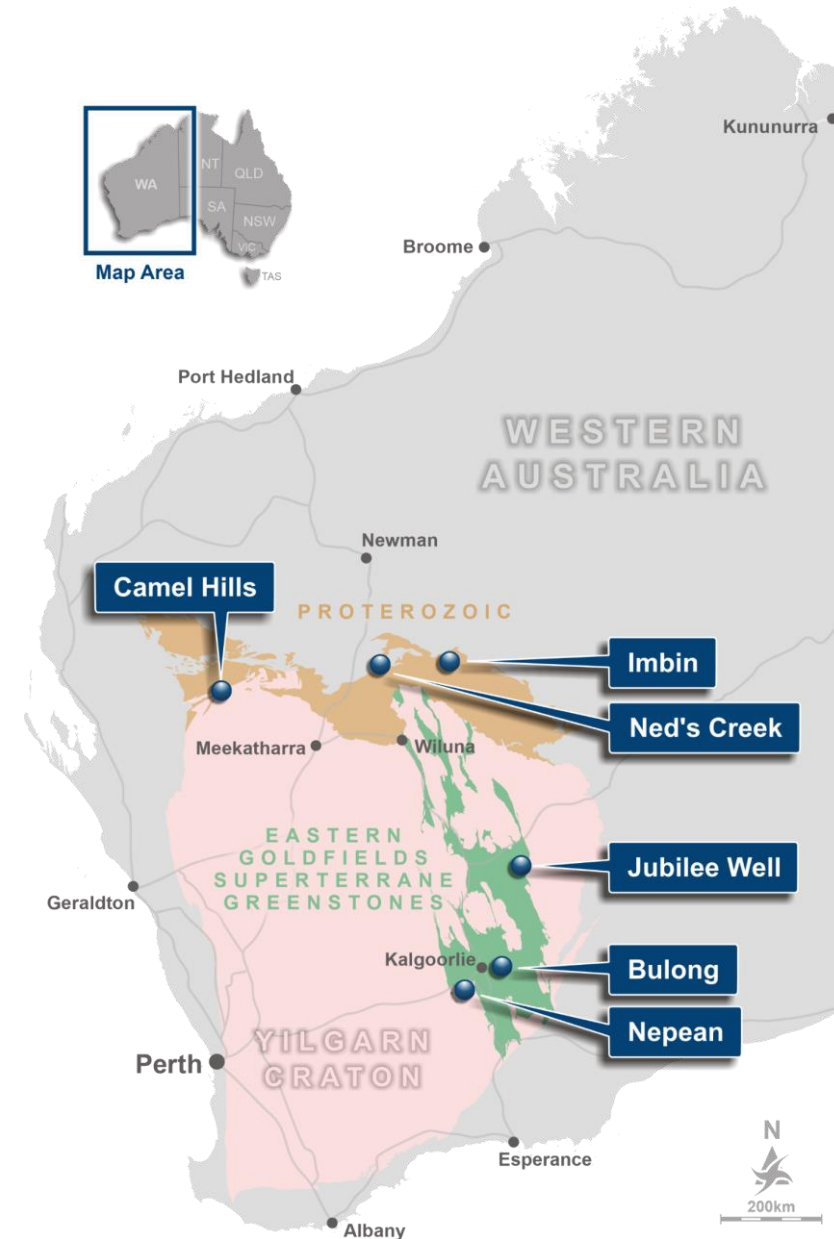 Kununurra
NT
QLD
WA
SA
NSW
VIC
TAS
Map Area
Broome
Port Hedland
WESTERN
AUSTRALIA
Newman
Camel Hills
PROTEROZOIC
Imbin
Ned's Creek
Meekatharra
Wiluna
EASTERN
GOLDFIELDS
SUPERTERRANE
GREENSTONES
Jubilee Well
Geraldton
Kalgoorlie
Bulong
Nepean
YILGARN
CRATON
Perth
Esperance
N
200km
Albany